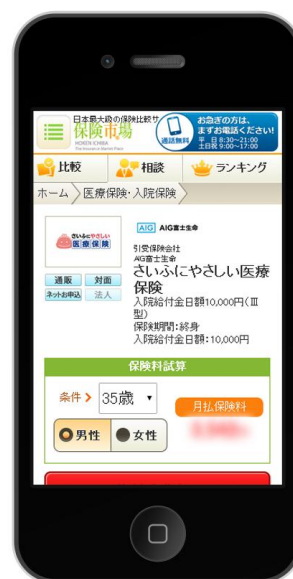 日本最大級の保険比較サ
保険市場
HOKEN ICHIBA
The Insurance Market Place
通話無料
お急ぎの方は、
まずお電話ください!
平 日 8:30~21:00
土日祝 9:00~17:00
比較
相談
ランキング
ホーム
医療保険・入院保険
さいふにやさしい
医療保険
AIG AIG富士生命
引受保険会社
AIG富士生命
さいふにやさしい医療
保険
入院給付金日額10,000円(Ⅲ
型)
保険期間:終身
入院給付金日額:10,000円
通販
対面
ネットお申込
法人
保険料試算
条件
35歳
月払保険料
男性
女性